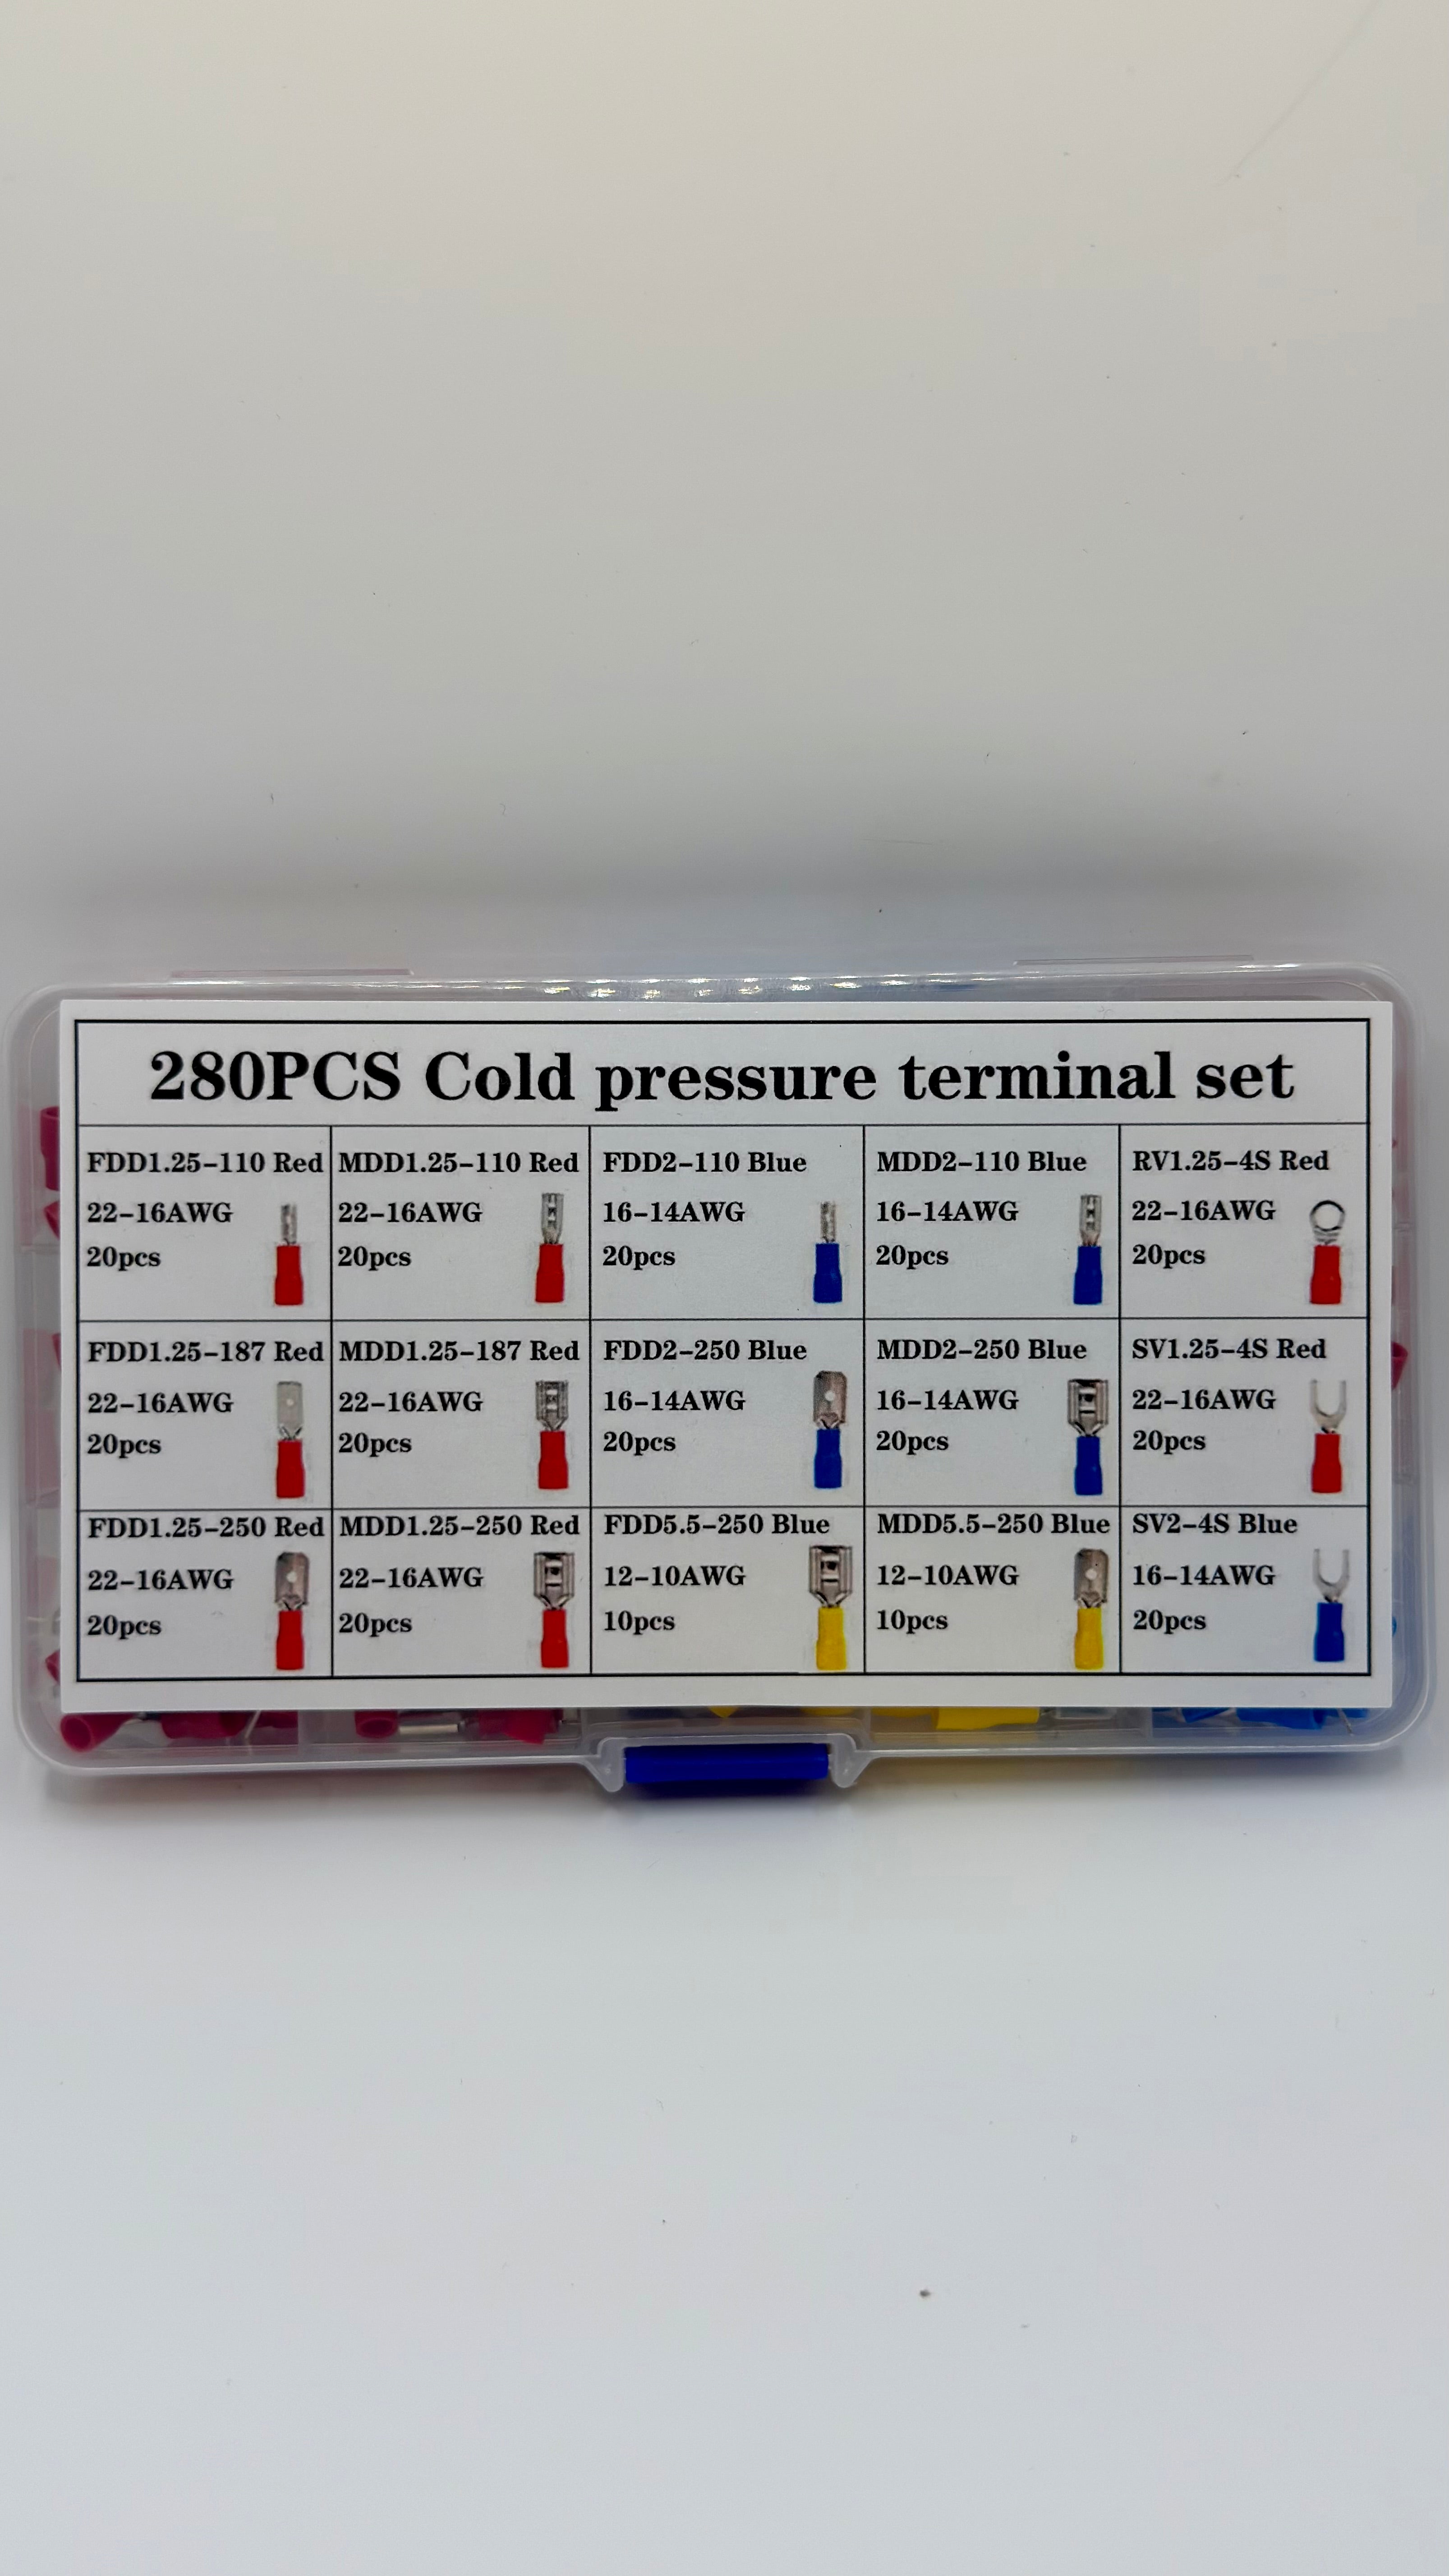 280PCS Cold pressure terminal set
FDD1.25-110 Red
22-16AWG
20pcs
MDD1.25-110 Red
22-16AWG
20pcs
FDD2-110 Blue
16-14AWG
20pcs
MDD2-110 Blue
16-14AWG
20pcs
RV1.25-4S Red
22-16AWG
20pcs
FDD1.25-187 Red
22-16AWG
20pcs
MDD1.25-187 Red
22-16AWG
20pcs
FDD2-250 Blue
16-14AWG
20pcs
MDD2-250 Blue
16-14AWG
20pcs
SV1.25-4S Red
22-16AWG
20pcs
FDD1.25-250 Red
22-16AWG
20pcs
MDD1.25-250 Red
22-16AWG
20pcs
FDD5.5-250 Blue
12-10AWG
10pcs
MDD5.5-250 Blue
12-10AWG
10pcs
SV2-4S Blue
16-14AWG
20pcs